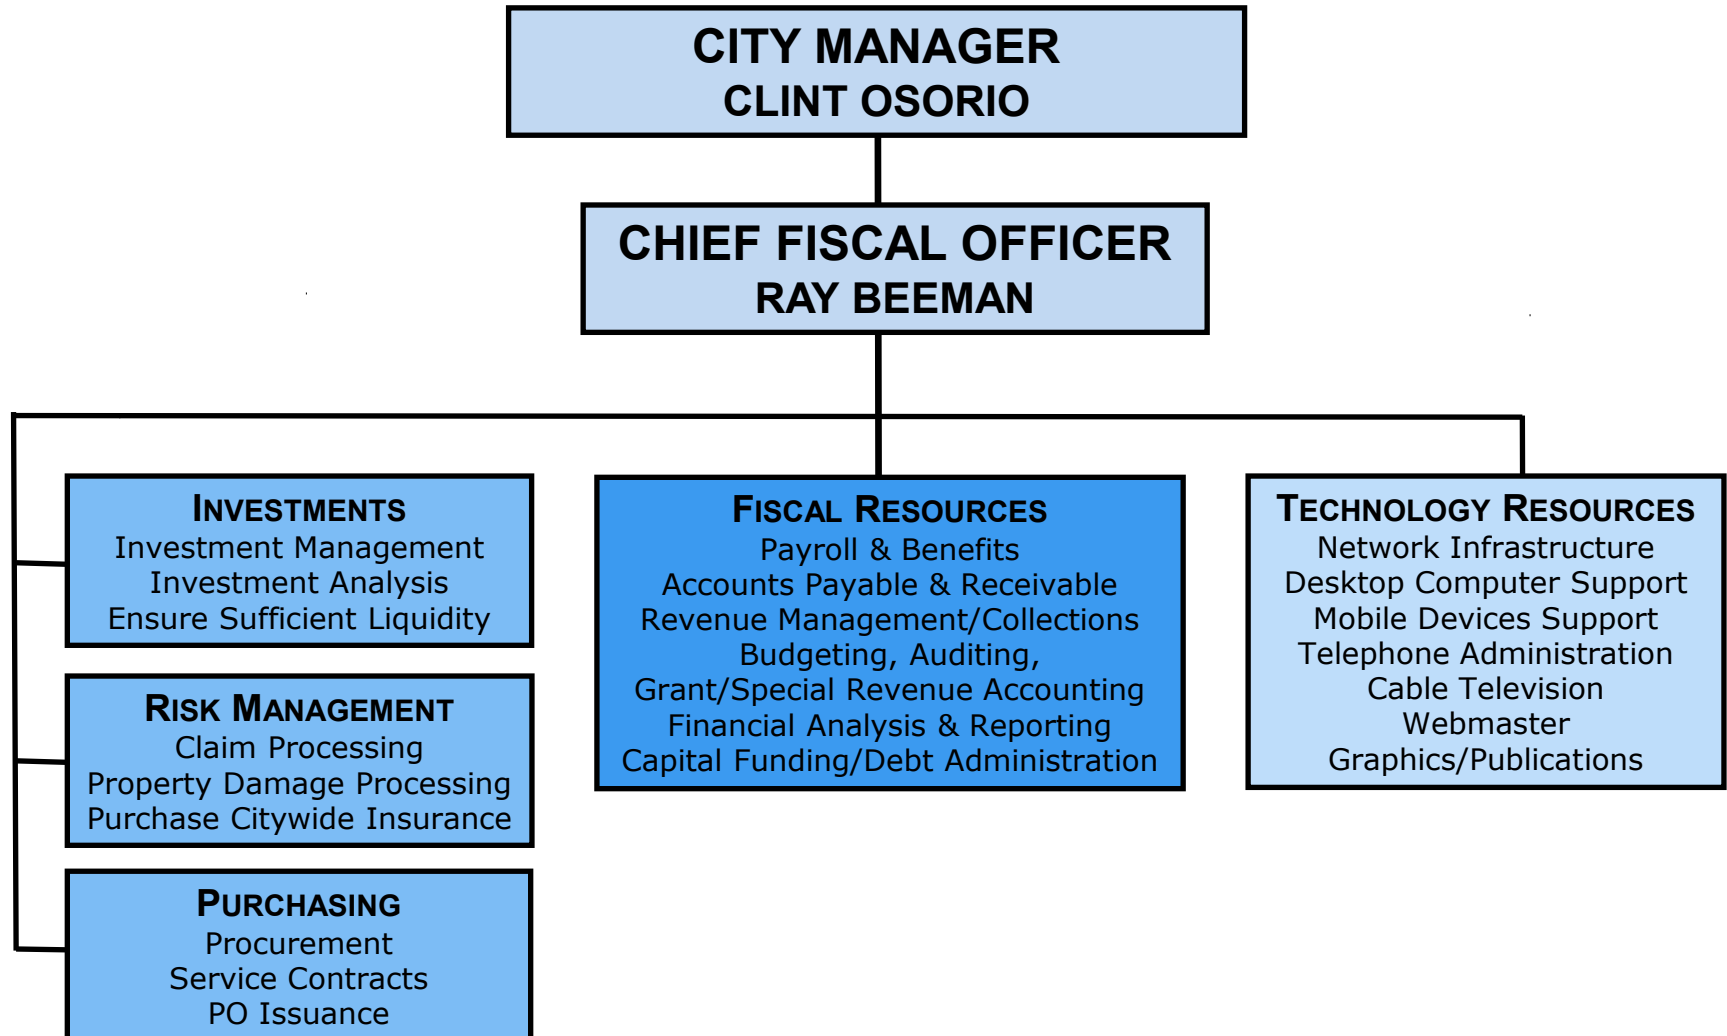 CITY MANAGER
CLINT OSORIO
CHIEF FISCAL OFFICER
RAY BEEMAN
INVESTMENTS
Investment Management
Investment Analysis
Ensure Sufficient Liquidity
RISK MANAGEMENT
Claim Processing
Property Damage Processing
Purchase Citywide Insurance
PURCHASING
Procurement
Service Contracts
PO Issuance
FISCAL RESOURCES
Payroll & Benefits
Accounts Payable & Receivable
Revenue Management/Collections
Budgeting, Auditing,
Grant/Special Revenue Accounting
Financial Analysis & Reporting
Capital Funding/Debt Administration
TECHNOLOGY RESOURCES
Network Infrastructure
Desktop Computer Support
Mobile Devices Support
Telephone Administration
Cable Television
Webmaster
Graphics/Publications